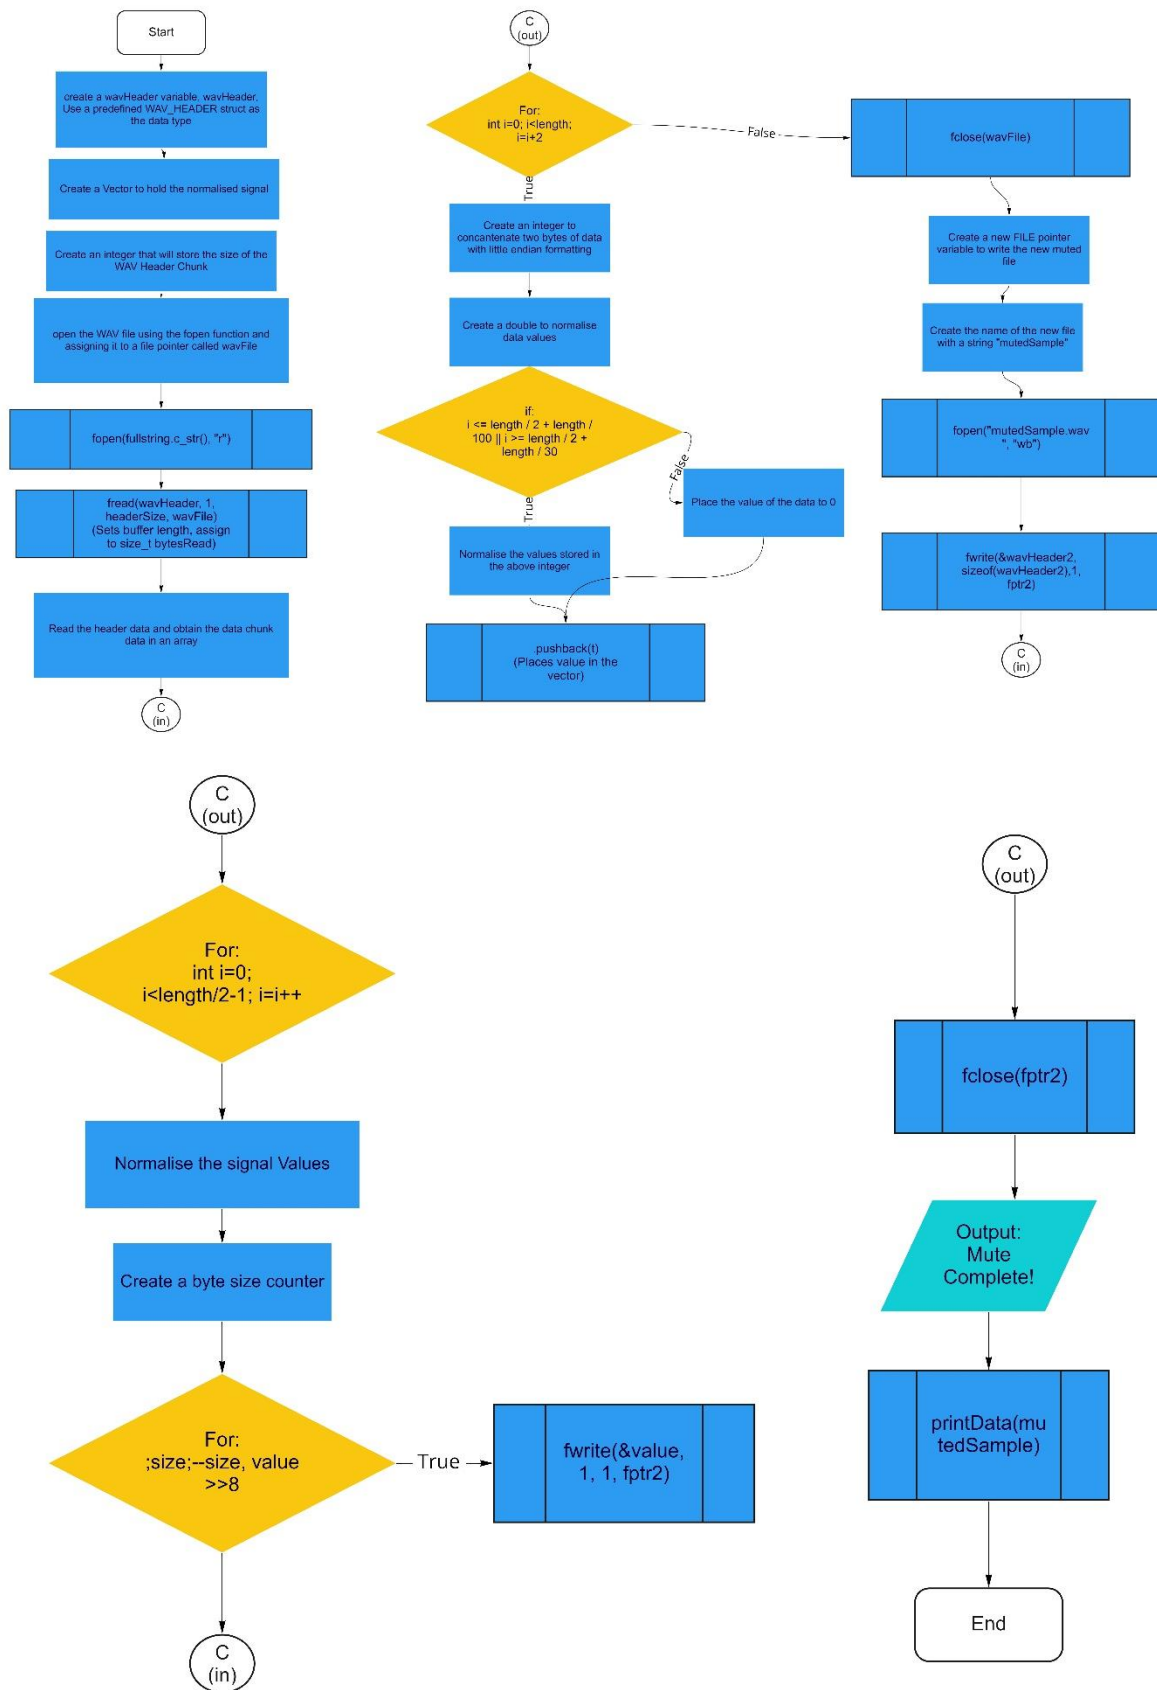 Start
create a wavHeader variable, wavHeader,
Use a predefined WAV_HEADER struct as
the data type
Create a Vector to hold the normalised signal
Create an integer that will store the size of the
WAV Header Chunk
open the WAV file using the fopen function and
assigning it to a file pointer called wavFile
fopen(fullstring.c_str(), "r")
fread(wavHeader, 1,
headerSize, wavFile)
(Sets buffer length, assign
to size_t bytesRead)
Read the header data and obtain the data chunk
data in an array
C
(in)
C
(out)
For:
int i=0; i<length;
i=i+2
False
True
Create an integer to
concantenate two bytes of data
with little endian formatting
Create a double to normalise
data values
if:
i <= length / 2 + length /
100 || i >= length / 2 +
length / 30
False
True
Place the value of the data to 0
Normalise the values stored in
the above integer
.pushback(t)
(Places value in the
vector)
fclose(wavFile)
Create a new FILE pointer
variable to write the new muted
file
Create the name of the new file
with a string "mutedSample"
fopen("mutedSample.wav
", "wb")
fwrite(&wavHeader2,
sizeof(wavHeader2),1,
fptr2)
C
(in)
C
(out)
For:
int i=0;
i<length/2-1; i=i++
Normalise the signal Values
Create a byte size counter
For:
;size;--size, value
>>8
True
fwrite(&value,
1, 1, fptr2)
C
(in)
C
(out)
fclose(fptr2)
Output:
Mute
Complete!
printData(mu
tedSample)
End